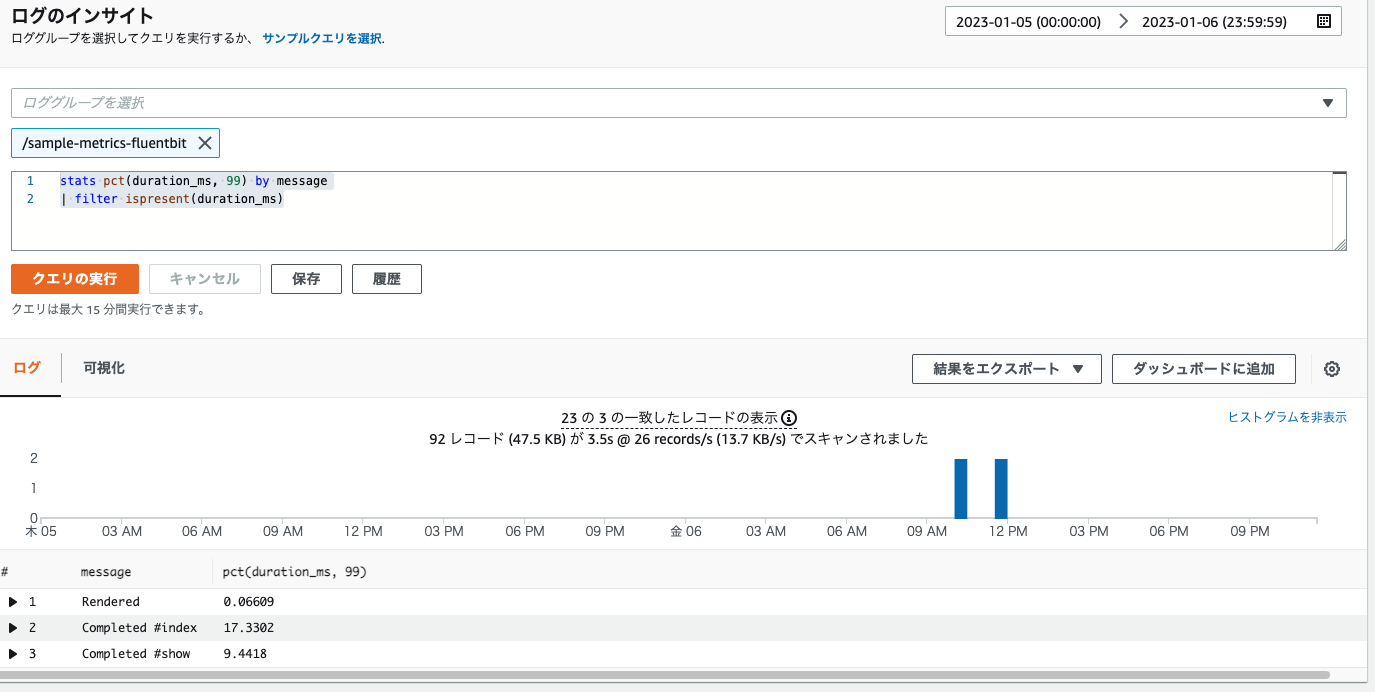 ログのインサイト
ロググループを選択してクエリを実行するか、 サンプルクエリを選択.
2023-01-05 (00:00:00) 2023-01-06 (23:59:59)
ロググループを選択
/sample-metrics-fluentbit
1 stats pct(duration_ms, 99) by message
2 | filter ispresent(duration_ms)
クエリの実行 キャンセル 保存 履歴
クエリは最大 15 分間実行できます。
ログ 可視化 結果をエクスポート ダッシュボードに追加
23 の 3 の一致したレコードの表示
ヒストグラムを非表示
92 レコード (47.5 KB) が 3.5s @ 26 records/s (13.7 KB/s) でスキャンされました
2
1
0
木 05 03 AM 06 AM 09 AM 12 PM 03 PM 06 PM 09 PM 金 06 03 AM 06 AM 09 AM 12 PM 03 PM 06 PM 09 PM
# message pct(duration_ms, 99)
1 Rendered 0.06609
2 Completed #index 17.3302
3 Completed #show 9.4418